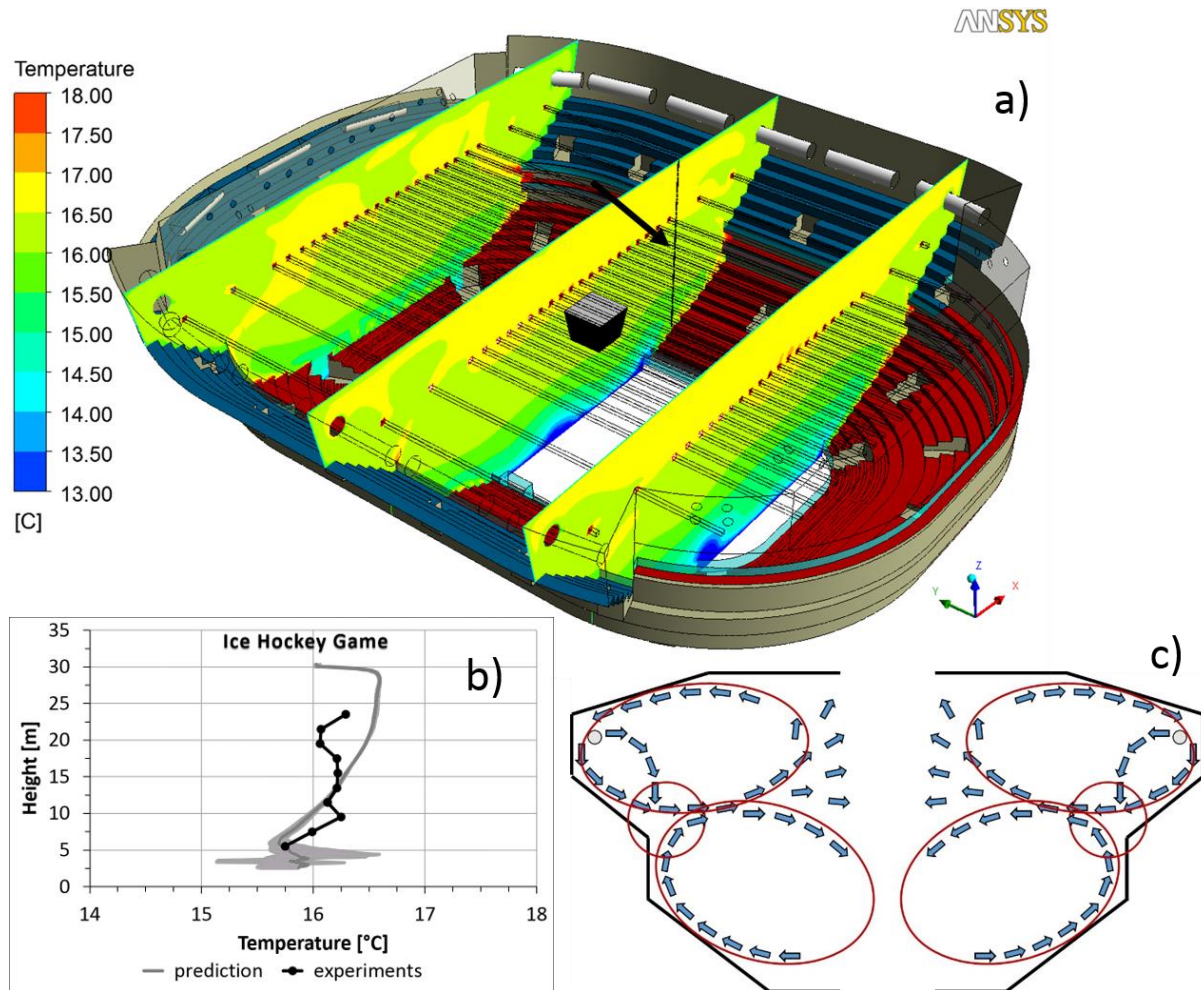 ANSYS
Temperature
18.00
17.50
17.00
16.50
16.00
15.50
15.00
14.50
14.00
13.50
13.00
[C]
a)
Z
Y
X
Ice Hockey Game
b)
35
30
25
20
15
10
5
0
Height [m]
14
15
16
17
18
Temperature [°C]
prediction
experiments
c)